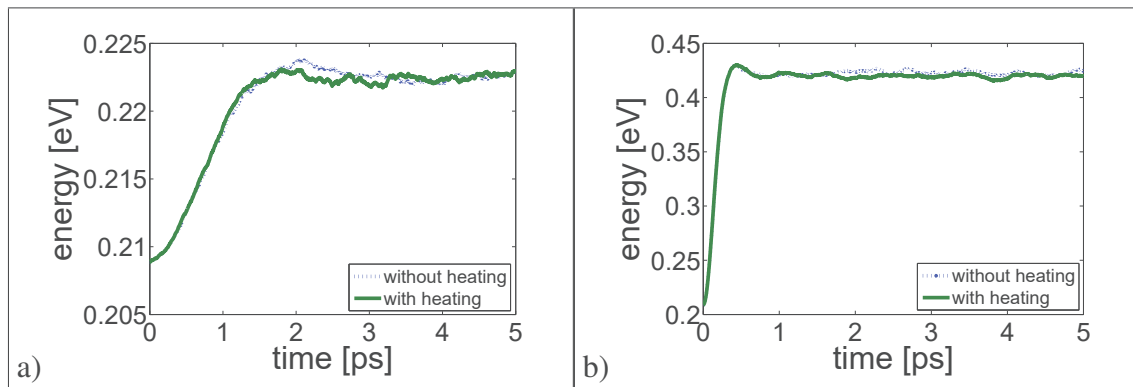 0.225
0.22
0.215
0.21
0.205
energy [eV]
0 1 2 3 4 5
time [ps]
without heating
with heating
a)
0.45
0.4
0.35
0.3
0.25
0.2
energy [eV]
0 1 2 3 4 5
time [ps]
without heating
with heating
b)